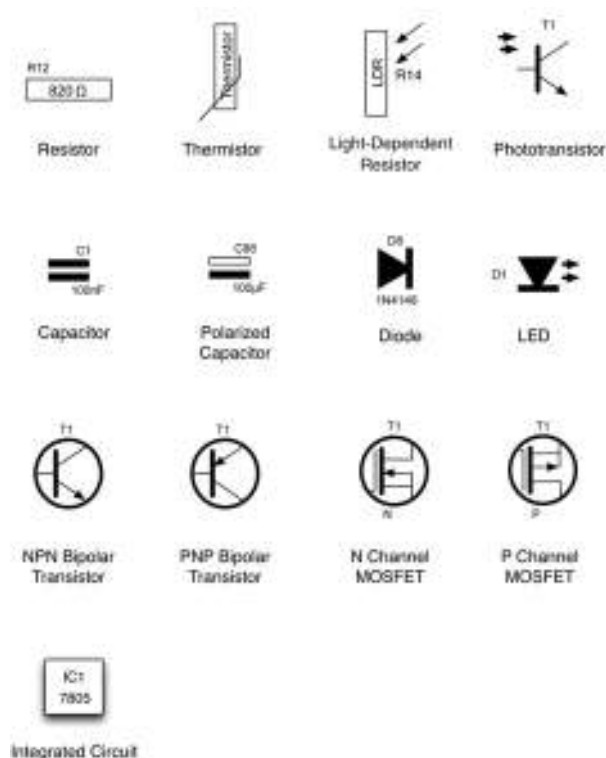 R12
820 Ω
Resistor
Thermistor
Thermistor
LDR
R14
Light-Dependent
Resistor
T1
Phototransistor
C1
100nF
Capacitor
100µF
Polarized
Capacitor
D8
Diode
D1
LED
T1
NPN Bipolar
Transistor
T1
PNP Bipolar
Transistor
T1
N
N Channel
MOSFET
T1
P
P Channel
MOSFET
IC1
7805
Integrated Circuit